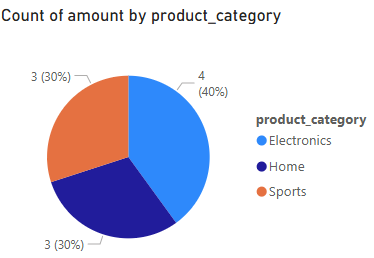 Count of amount by product_category
3 (30%)
4
(40%)
3 (30%)
product_category
Electronics
Home
Sports